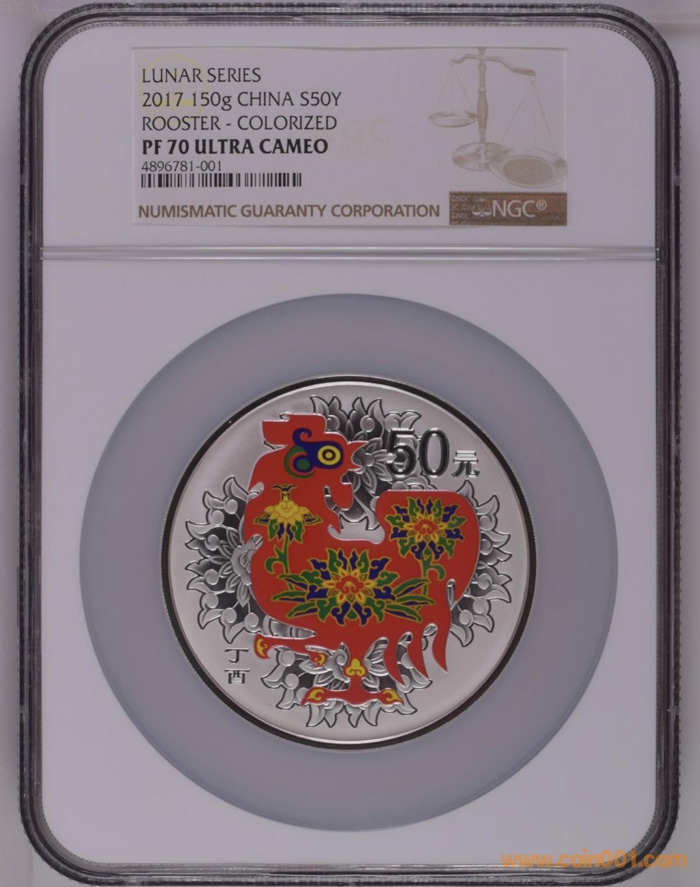 LUNAR SERIES
2017 150g CHINA S50Y
ROOSTER - COLORIZED
PF 70 ULTRA CAMEO
4896781-001
NUMISMATIC GUARANTY CORPORATION
NGC®
50元
丁
酉
www.coin001.com